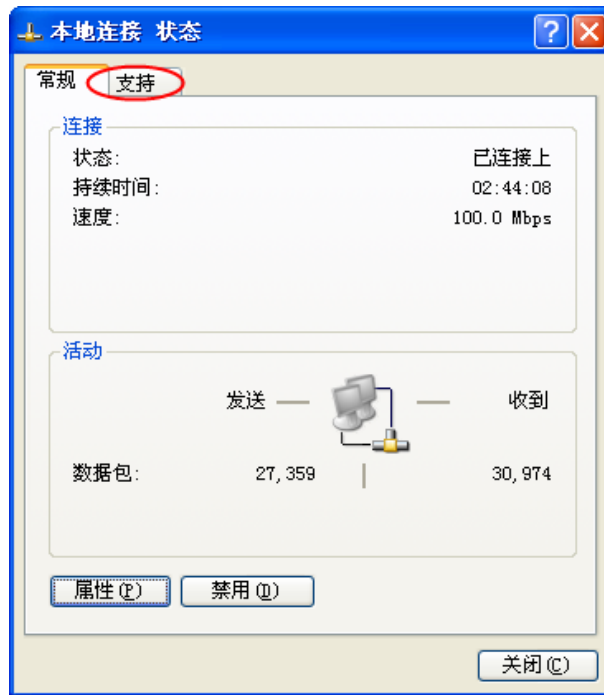 本地连接 状态
常规 支持
连接
状态: 已连接上
持续时间: 02:44:08
速度: 100.0 Mbps
活动
发送 收到
数据包: 27,359 30,974
属性(P) 禁用(D)
关闭(C)